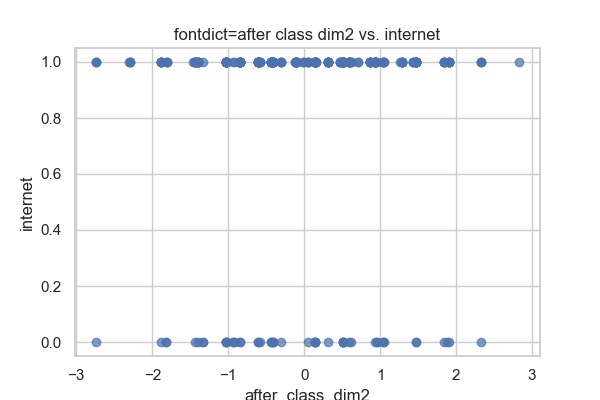 fontdict=after class dim2 vs. internet
1.0
0.8
0.6
0.4
0.2
0.0
internet
−3 −2 −1 0 1 2 3
after_class_dim2